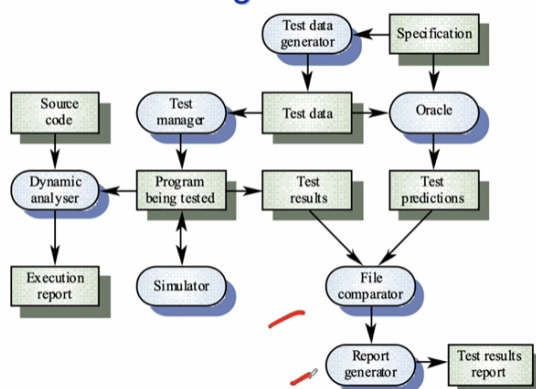 Test data
generator
Specification
Source
code
Test
manager
Test data
Oracle
Dynamic
analyser
Program
being tested
Test
results
Test
predictions
Execution
report
Simulator
File
comparator
Report
generator
Test results
report